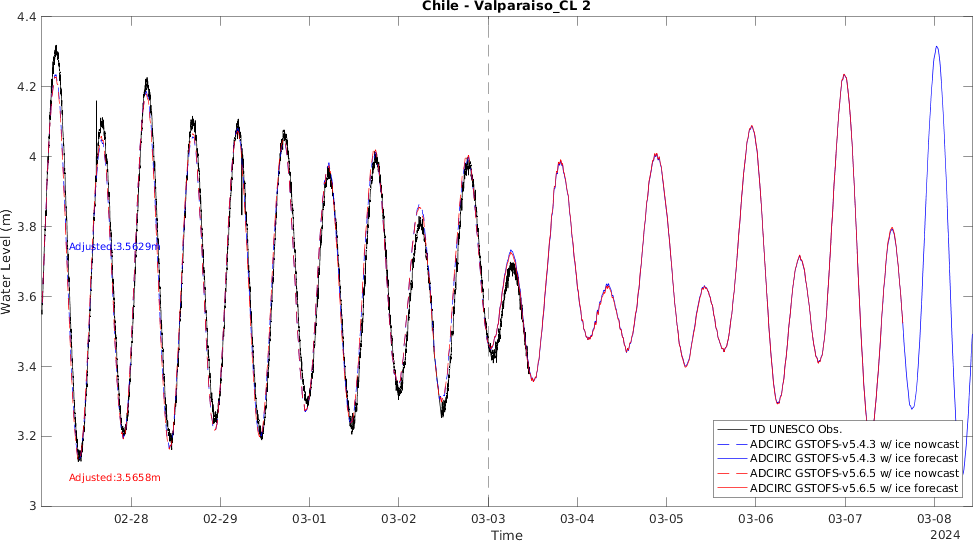 Chile - Valparaiso_CL 2
4.4
4.2
4
3.8
3.6
3.4
3.2
3
Water Level (m)
Adjusted:3.5629m
Adjusted:3.5658m
TD UNESCO Obs.
ADCIRC GSTOFS-v5.4.3 w/ ice nowcast
ADCIRC GSTOFS-v5.4.3 w/ ice forecast
ADCIRC GSTOFS-v5.6.5 w/ ice nowcast
ADCIRC GSTOFS-v5.6.5 w/ ice forecast
02-28 02-29 03-01 03-02 03-03 03-04 03-05 03-06 03-07 03-08
2024
Time